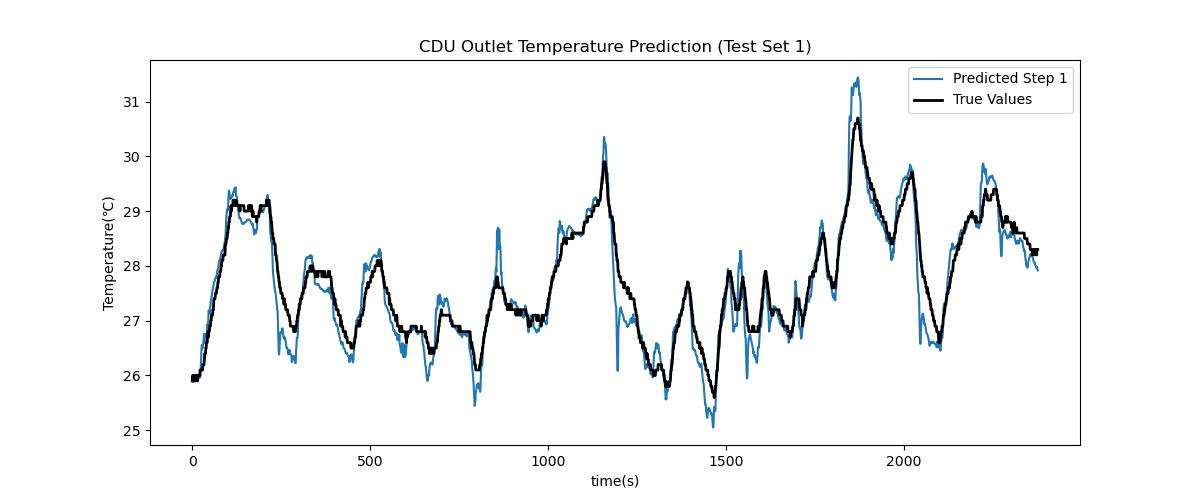 CDU Outlet Temperature Prediction (Test Set 1)
Predicted Step 1
True Values
Temperature(℃)
31
30
29
28
27
26
25
0
500
1000
1500
2000
time(s)